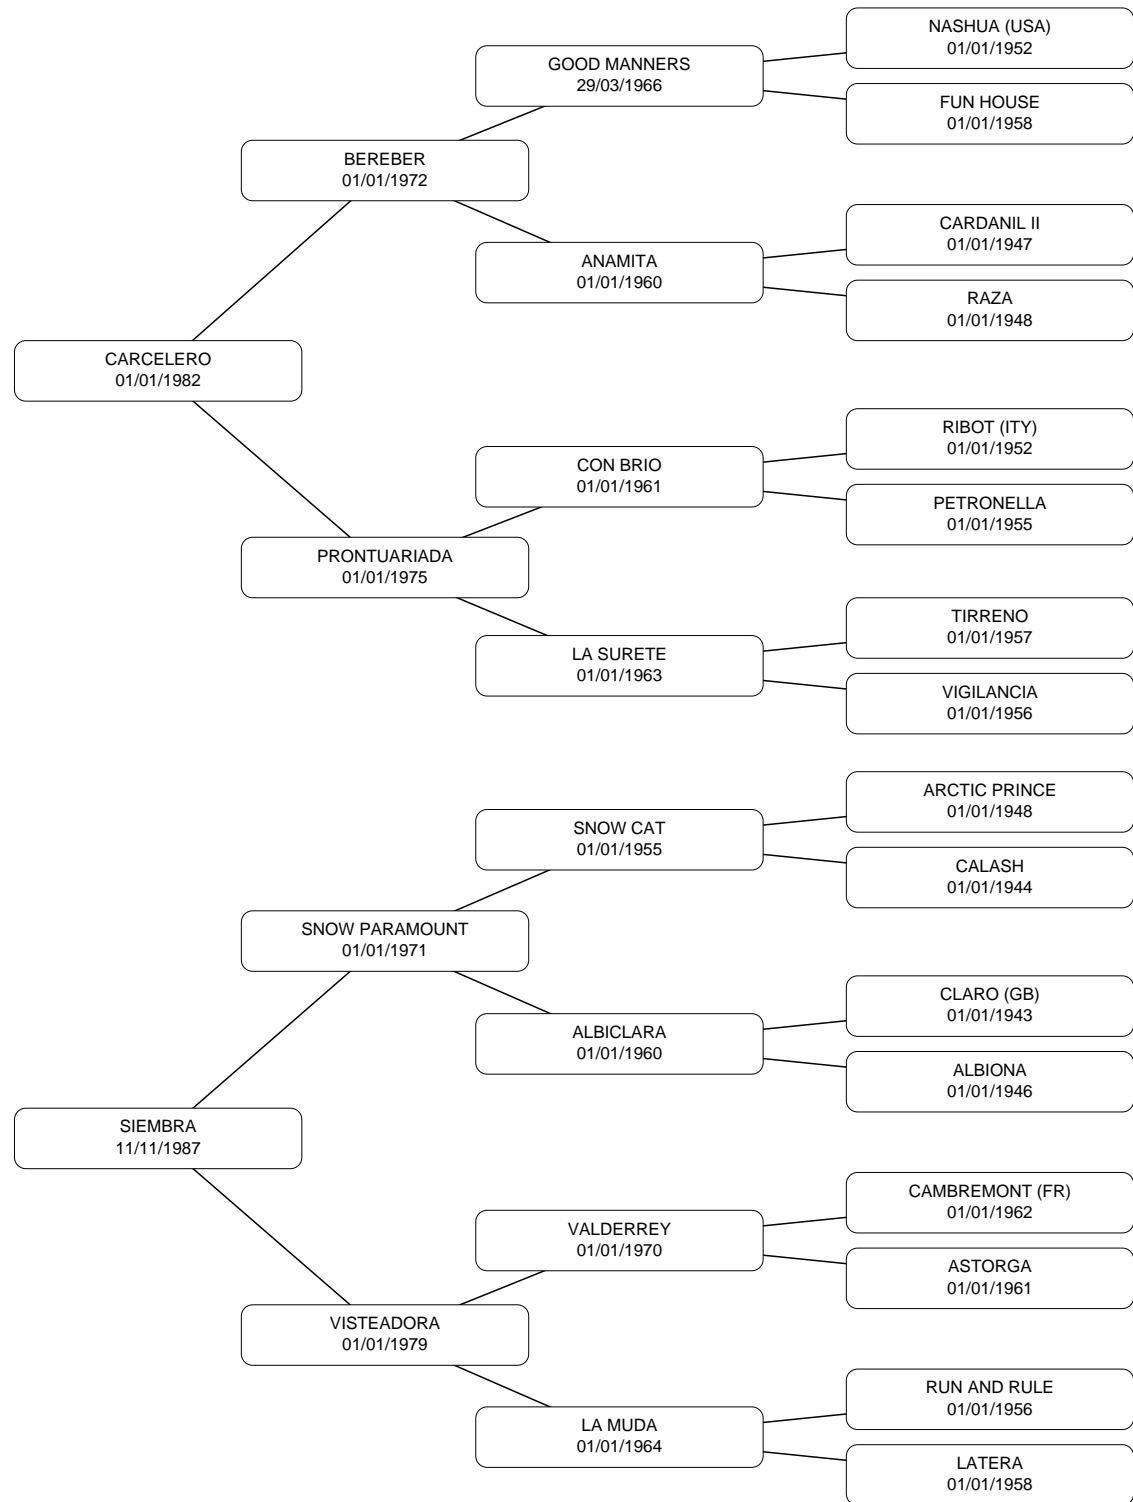 NASHUA (USA)
01/01/1952
GOOD MANNERS
29/03/1966
FUN HOUSE
01/01/1958
BEREBER
01/01/1972
CARDANIL II
01/01/1947
ANAMITA
01/01/1960
RAZA
01/01/1948
CARCELERO
01/01/1982
RIBOT (ITY)
01/01/1952
CON BRIO
01/01/1961
PETRONELLA
01/01/1955
PRONTUARIADA
01/01/1975
TIRRENO
01/01/1957
LA SURETE
01/01/1963
VIGILANCIA
01/01/1956
ARCTIC PRINCE
01/01/1948
SNOW CAT
01/01/1955
CALASH
01/01/1944
SNOW PARAMOUNT
01/01/1971
CLARO (GB)
01/01/1943
ALBICLARA
01/01/1960
ALBIONA
01/01/1946
SIEMBRA
11/11/1987
CAMBREMONT (FR)
01/01/1962
VALDERREY
01/01/1970
ASTORGA
01/01/1961
VISTEADORA
01/01/1979
RUN AND RULE
01/01/1956
LA MUDA
01/01/1964
LATERA
01/01/1958